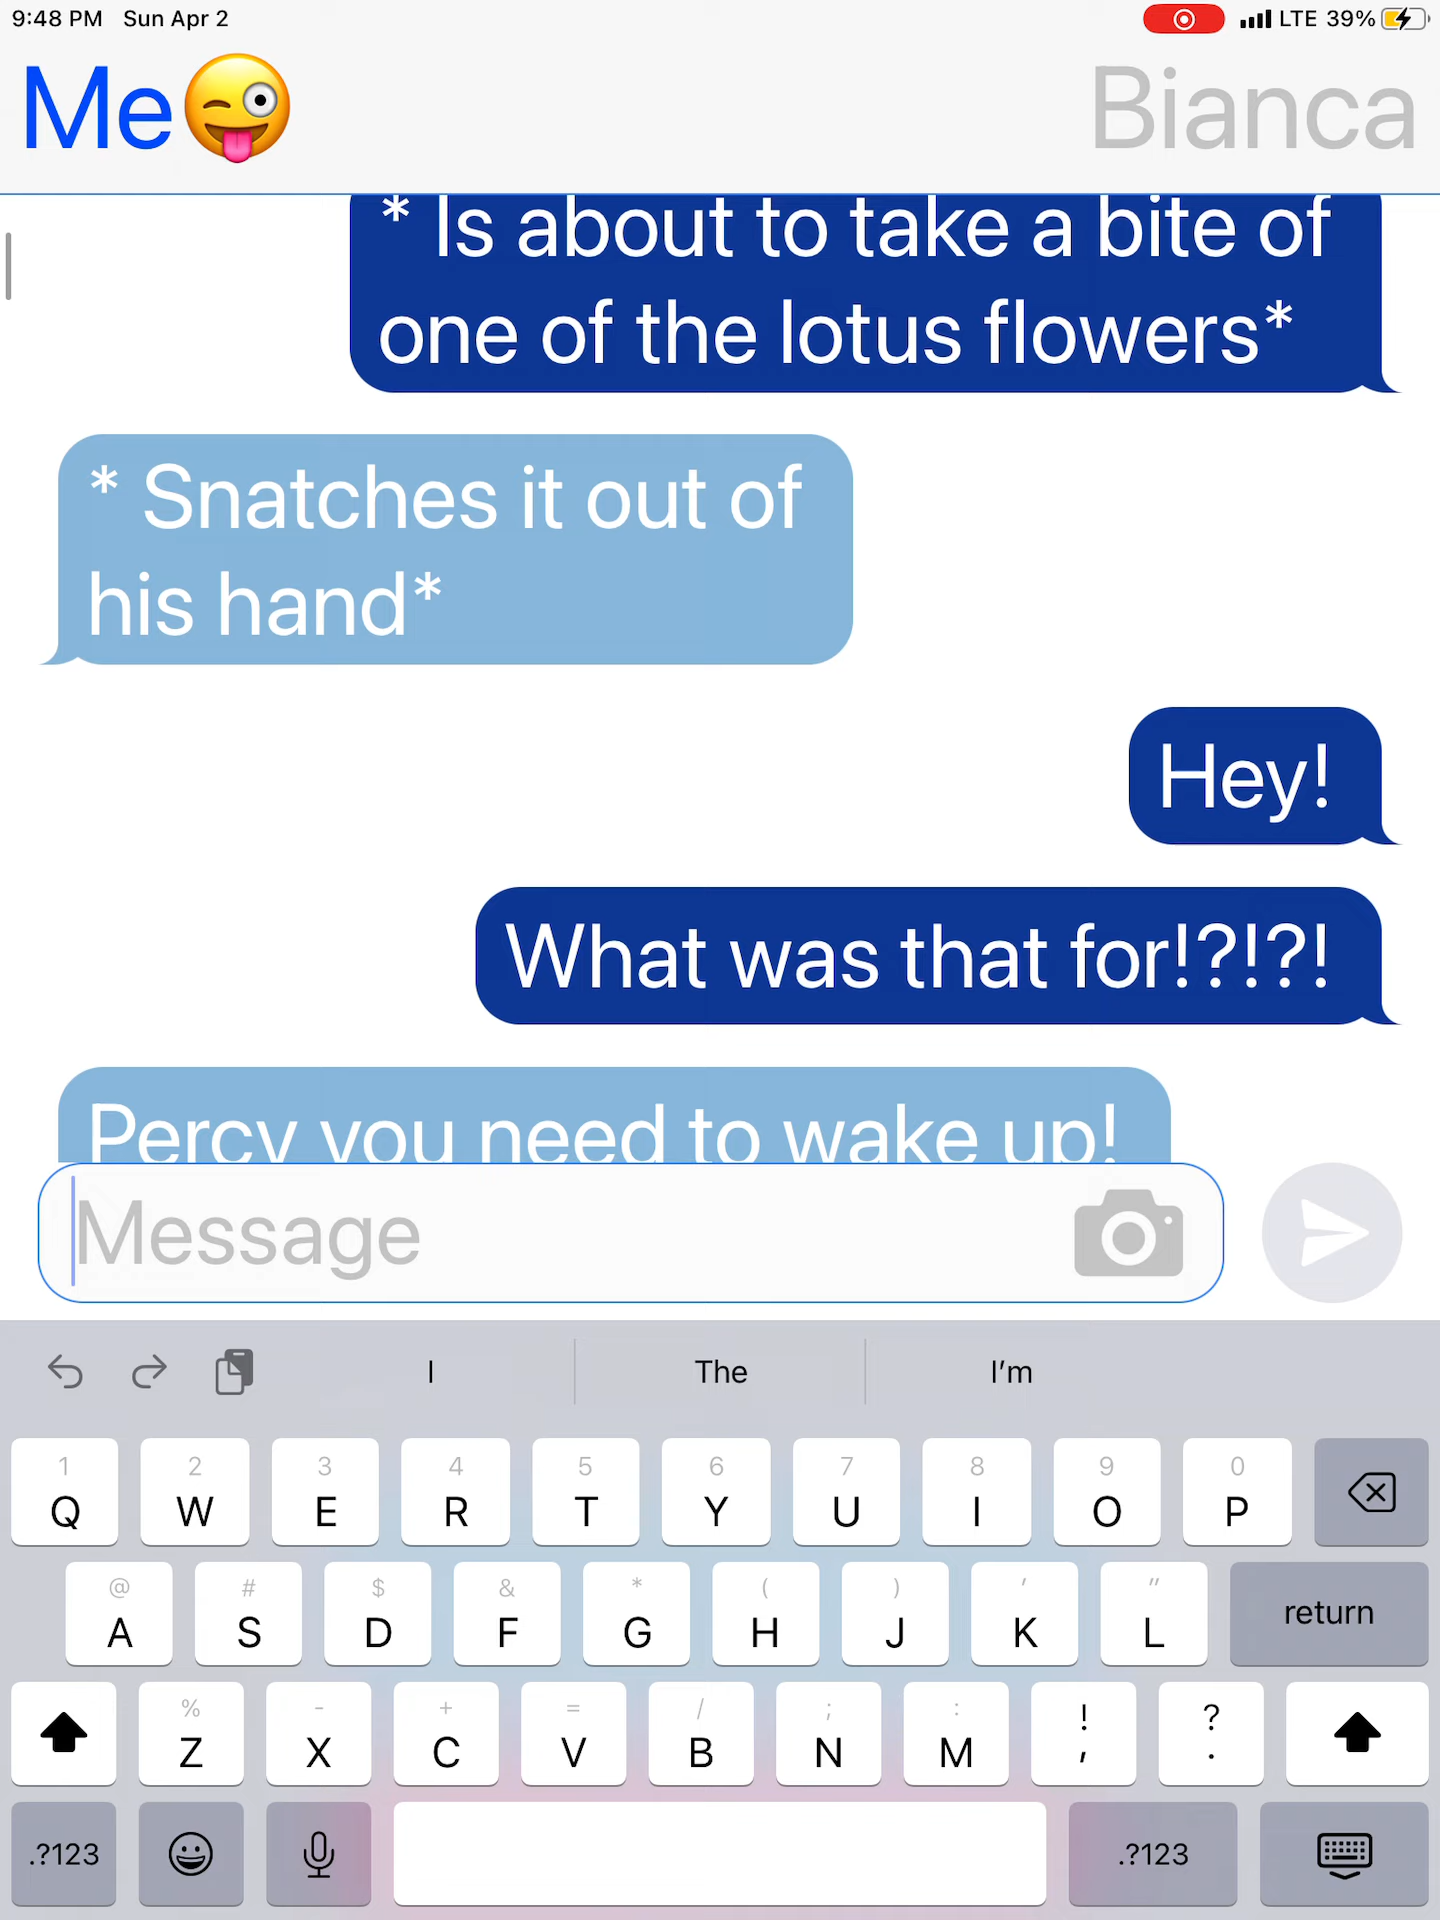 9:48 PM Sun Apr 2 LTE 39%
Me😜 Bianca
* Is about to take a bite of
one of the lotus flowers*
* Snatches it out of
his hand*
Hey!
What was that for!?!?!
Percy you need to wake up!
Message
I The I'm
1 2 3 4 5 6 7 8 9 0
Q W E R T Y U I O P
@ # $ & * ( ) ' "
A S D F G H J K L return
% - + = / ; : ! ?
Z X C V B N M , .
.?123 .?123